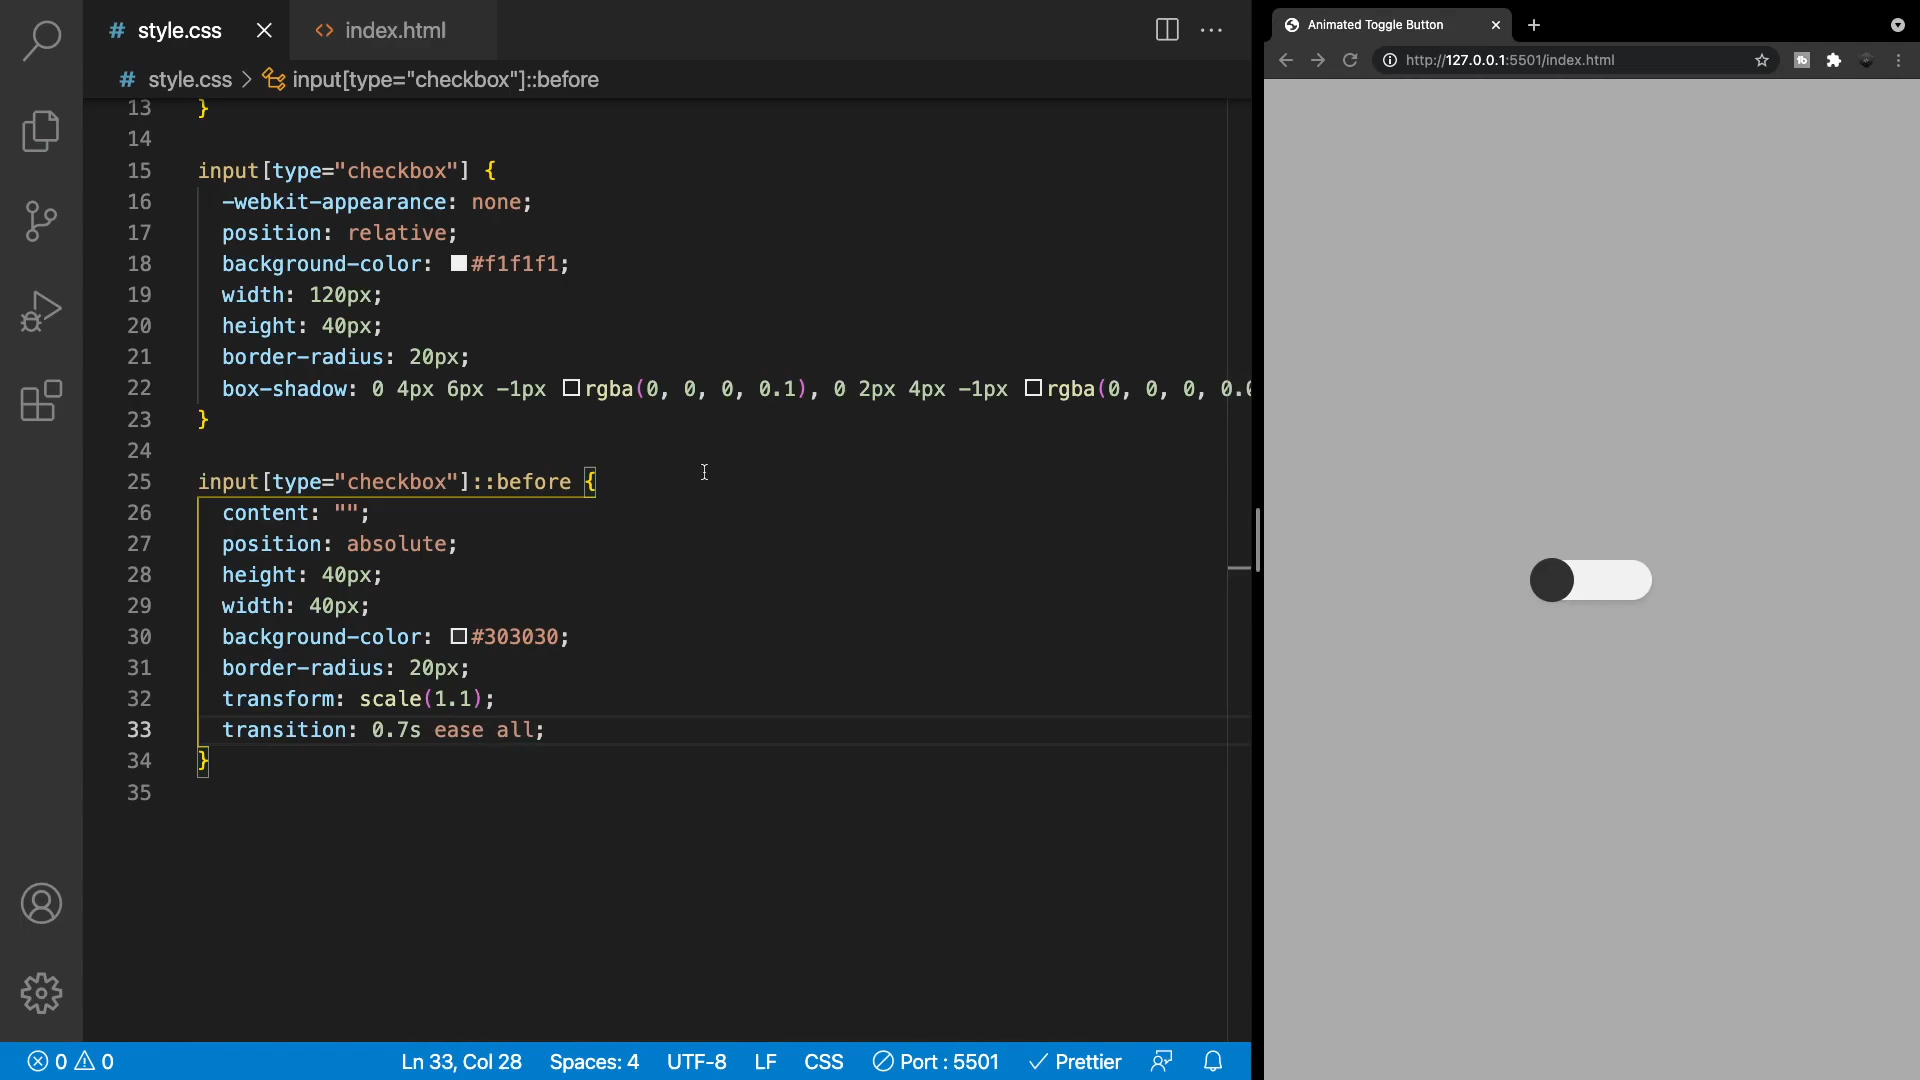 # style.css
<> index.html
Animated Toggle Button
http://127.0.0.1:5501/index.html
# style.css > input[type="checkbox"]::before
13 }
14
15 input[type="checkbox"] {
16 -webkit-appearance: none;
17 position: relative;
18 background-color: #f1f1f1;
19 width: 120px;
20 height: 40px;
21 border-radius: 20px;
22 box-shadow: 0 4px 6px -1px rgba(0, 0, 0, 0.1), 0 2px 4px -1px rgba(0, 0, 0,
23 }
24
25 input[type="checkbox"]::before {
26 content: "";
27 position: absolute;
28 height: 40px;
29 width: 40px;
30 background-color: #303030;
31 border-radius: 20px;
32 transform: scale(1.1);
33 transition: 0.7s ease all;
34 }
35
0 0 Ln 33, Col 28 Spaces: 4 UTF-8 LF CSS Port : 5501 Prettier